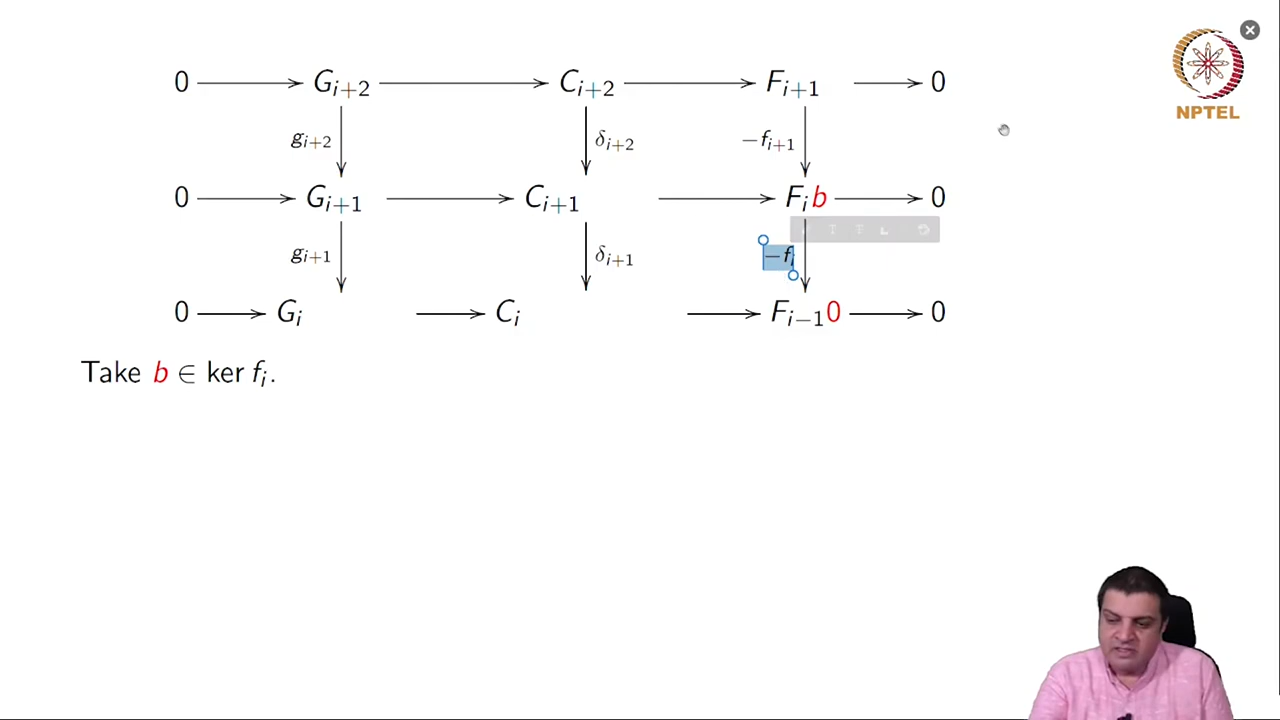 0 G_{i+2} C_{i+2} F_{i+1} 0
NPTEL
g_{i+2} δ_{i+2} −f_{i+1}
0 G_{i+1} C_{i+1} F_i b 0
g_{i+1} δ_{i+1} −f_i
0 G_i C_i F_{i−1} 0 0
Take b ∈ ker f_i.